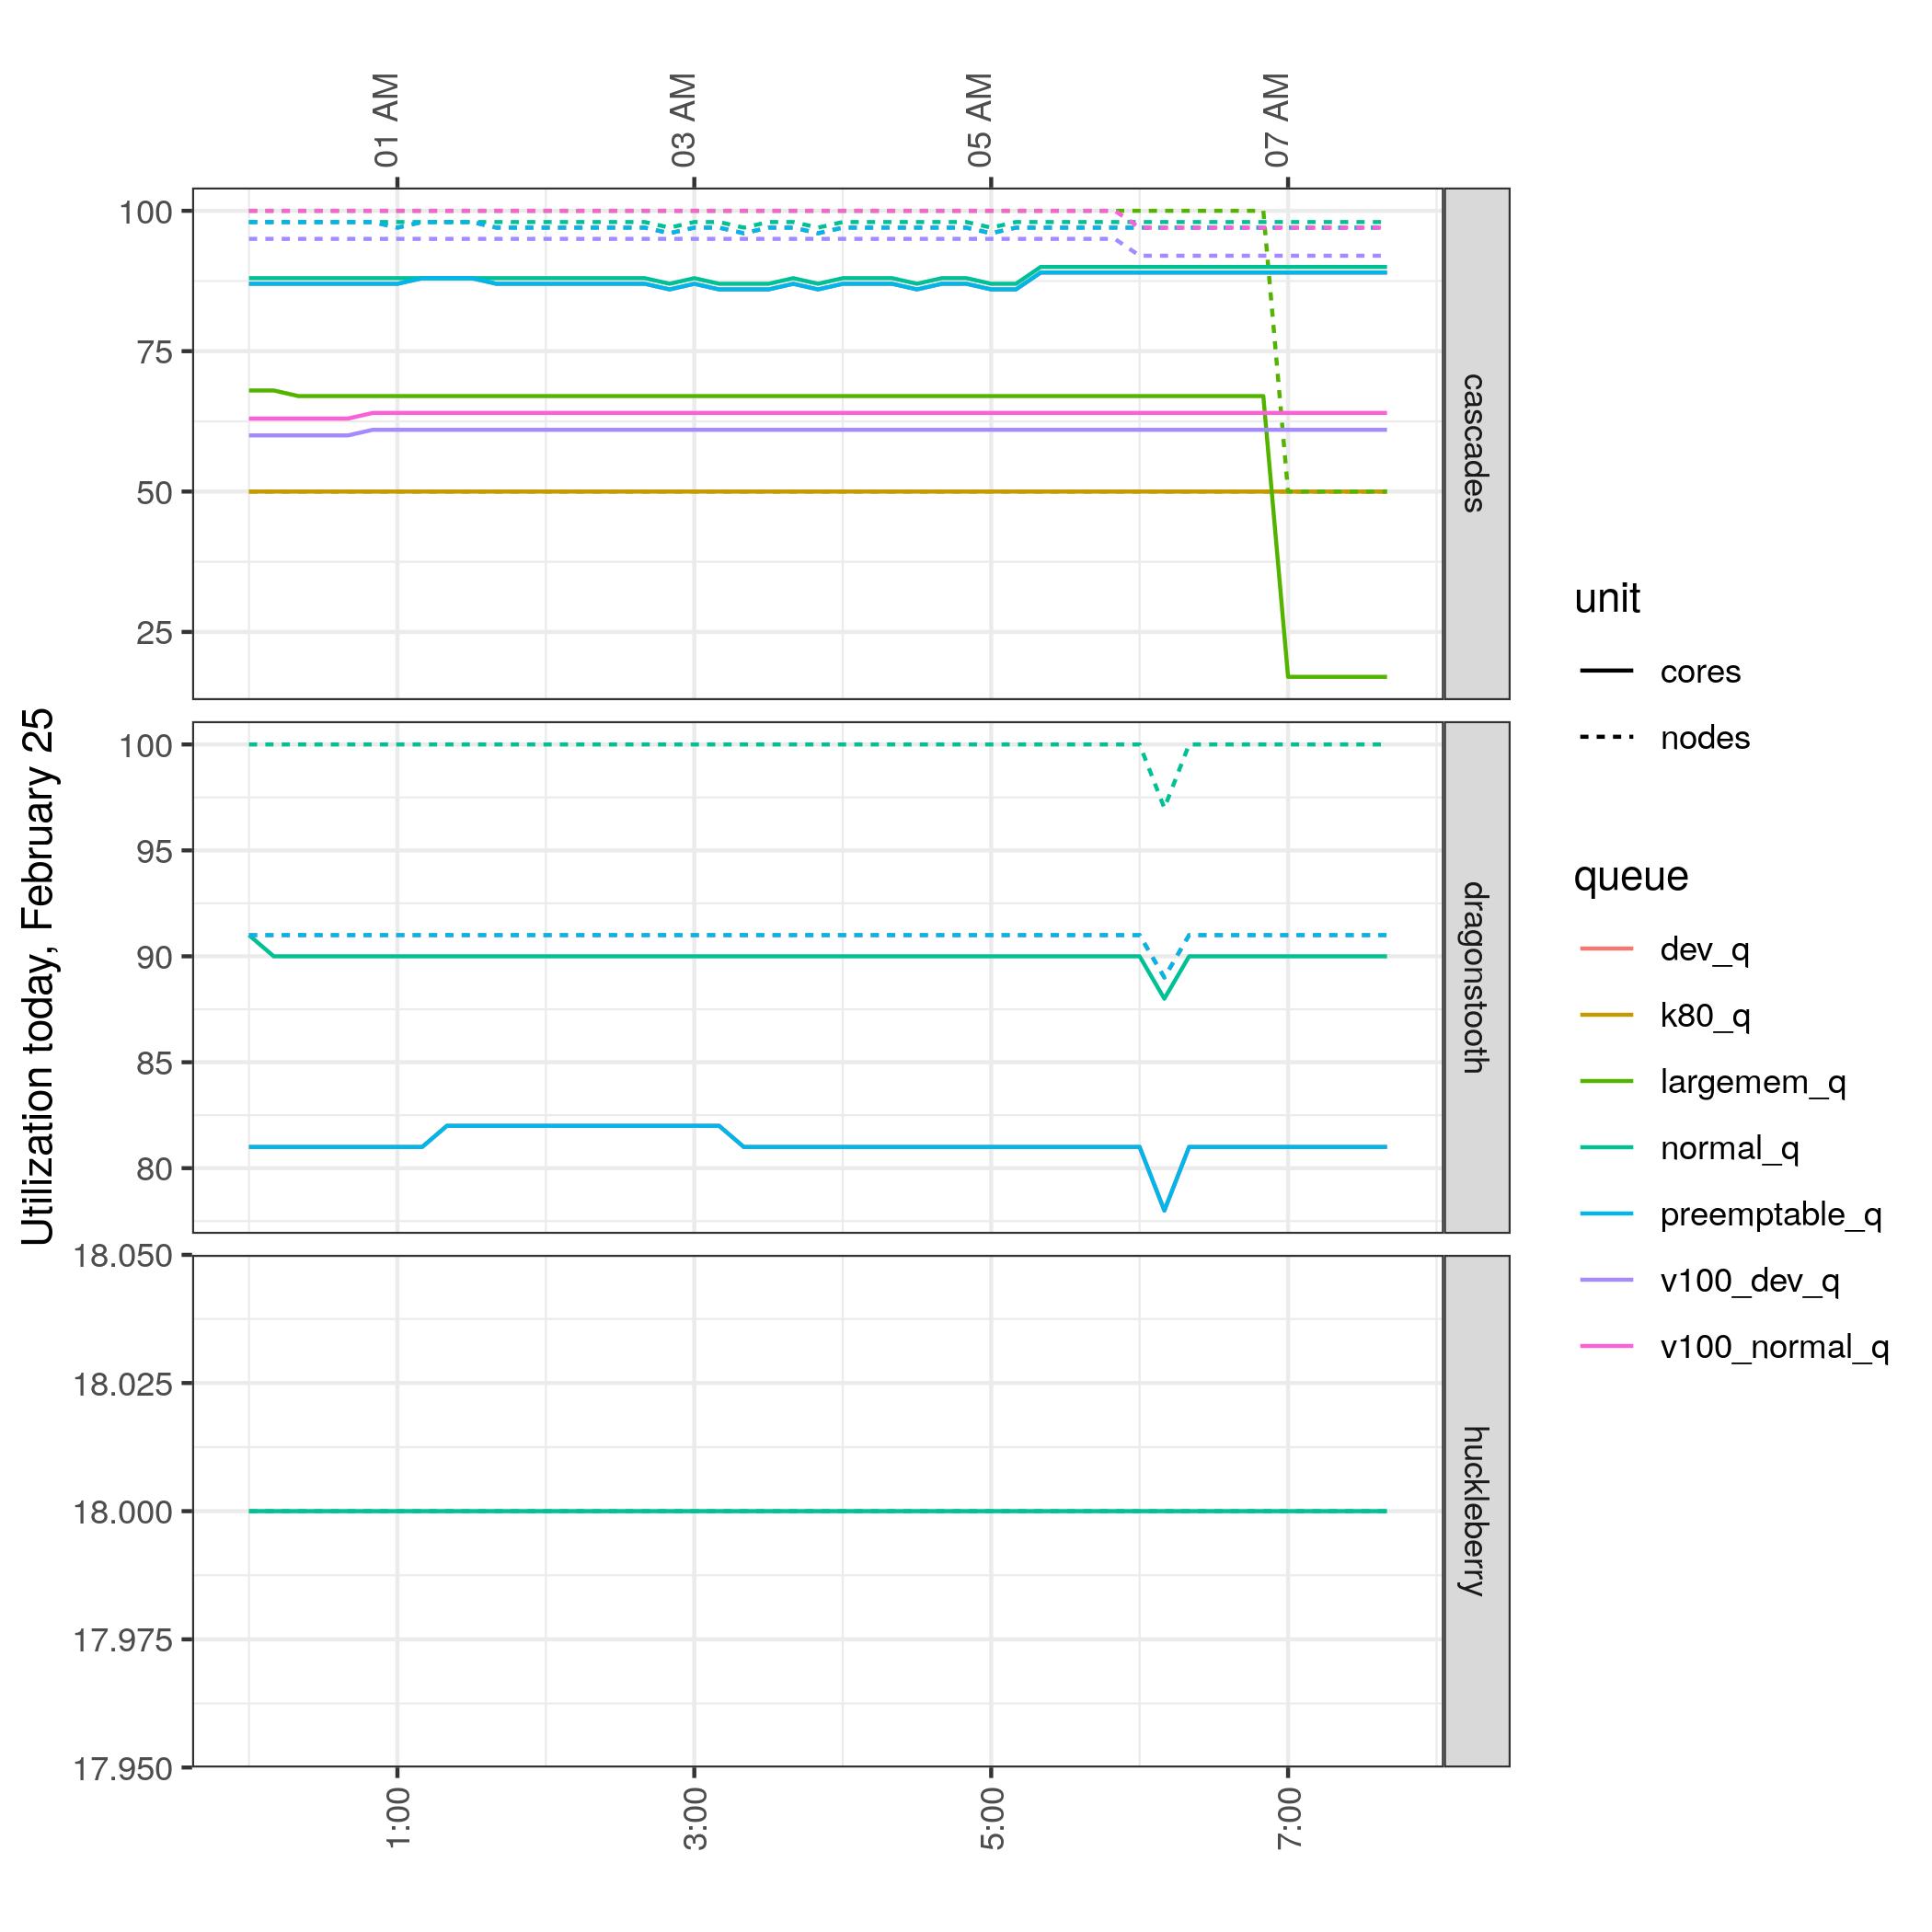 01 AM
03 AM
05 AM
07 AM
100
75
50
25
cascades
Utilization today, February 25
100
95
90
85
80
dragonstooth
18.050
18.025
18.000
17.975
17.950
huckleberry
1:00
3:00
5:00
7:00
unit
cores
nodes
queue
dev_q
k80_q
largemem_q
normal_q
preemptable_q
v100_dev_q
v100_normal_q